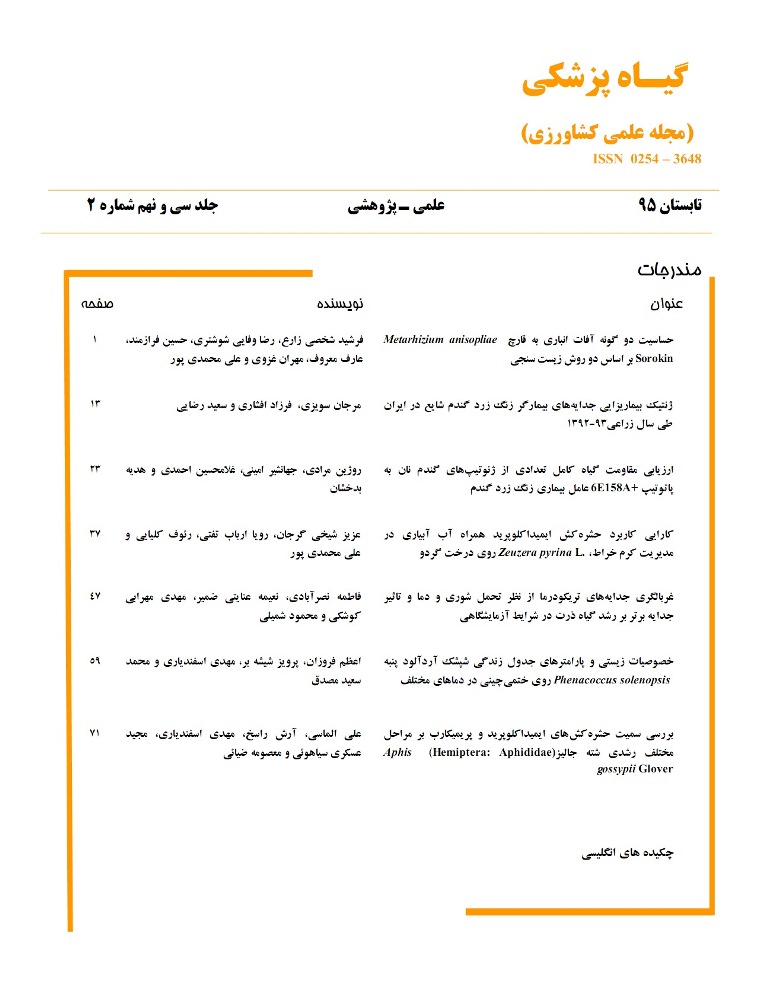 گیـــاه پزشکی
(مجله علمی کشاورزی)
ISSN 0254 – 3648
تابستان ۹۵
علمی ــ پژوهشی
جلد سی و نهم شماره ۲
مندرجات
عنوان
نویسنده
صفحه
حساسیت دو گونه آفات انباری به قارچ Metarhizium anisopliae
Sorokin بر اساس دو روش زیست سنجی
فرشید شخصی زارع، رضا وفایی شوشتری، حسین فرازمند،
عارف معروف، مهران غزوی و علی محمدی پور
۱
ژنتیک بیماریزایی جدایه‌های بیمارگر زنگ زرد گندم شایع در ایران
طی سال زراعی۹۳-۱۳۹۲
مرجان سویزی، فرزاد افشاری و سعید رضایی
۱۳
ارزیابی مقاومت گیاه کامل تعدادی از ژنوتیپ‌های گندم نان به
پاتوتیپ 6E158A+ عامل بیماری زنگ زرد گندم
روژین مرادی، جهانشیر امینی، غلامحسین احمدی و هدیه
بدخشان
۲۳
کارایی کاربرد حشره‌کش ایمیداکلوپرید همراه آب آبیاری در
مدیریت کرم خراط، Zeuzera pyrina L. روی درخت گردو
عزیز شیخی گرجان، رویا ارباب تفتی، رئوف کلیایی و
علی محمدی پور
۳۷
غربالگری جدایه‌های تریکودرما از نظر تحمل شوری و دما و تاثیر
جدایه برتر بر رشد گیاه ذرت در شرایط آزمایشگاهی
فاطمه نصرآبادی، نعیمه عنایتی ضمیر، مهدی مهرابی
کوشکی و محمود شمیلی
٤٧
خصوصیات زیستی و پارامترهای جدول زندگی شپشک آردآلود پنبه
Phenacoccus solenopsis روی ختمی‌چینی در دماهای مختلف
اعظم فروزان، پرویز شیشه بر، مهدی اسفندیاری و محمد
سعید مصدق
۵۹
بررسی سمیت حشره‌کش‌های ایمیداکلوپرید و پریمیکارب بر مراحل
مختلف رشدی شته جالیز(Hemiptera: Aphididae) Aphis
gossypii Glover
علی الماسی، آرش راسخ، مهدی اسفندیاری، مجید
عسکری سیاهوئی و معصومه ضیائی
۷۱
چکیده های انگلیسی